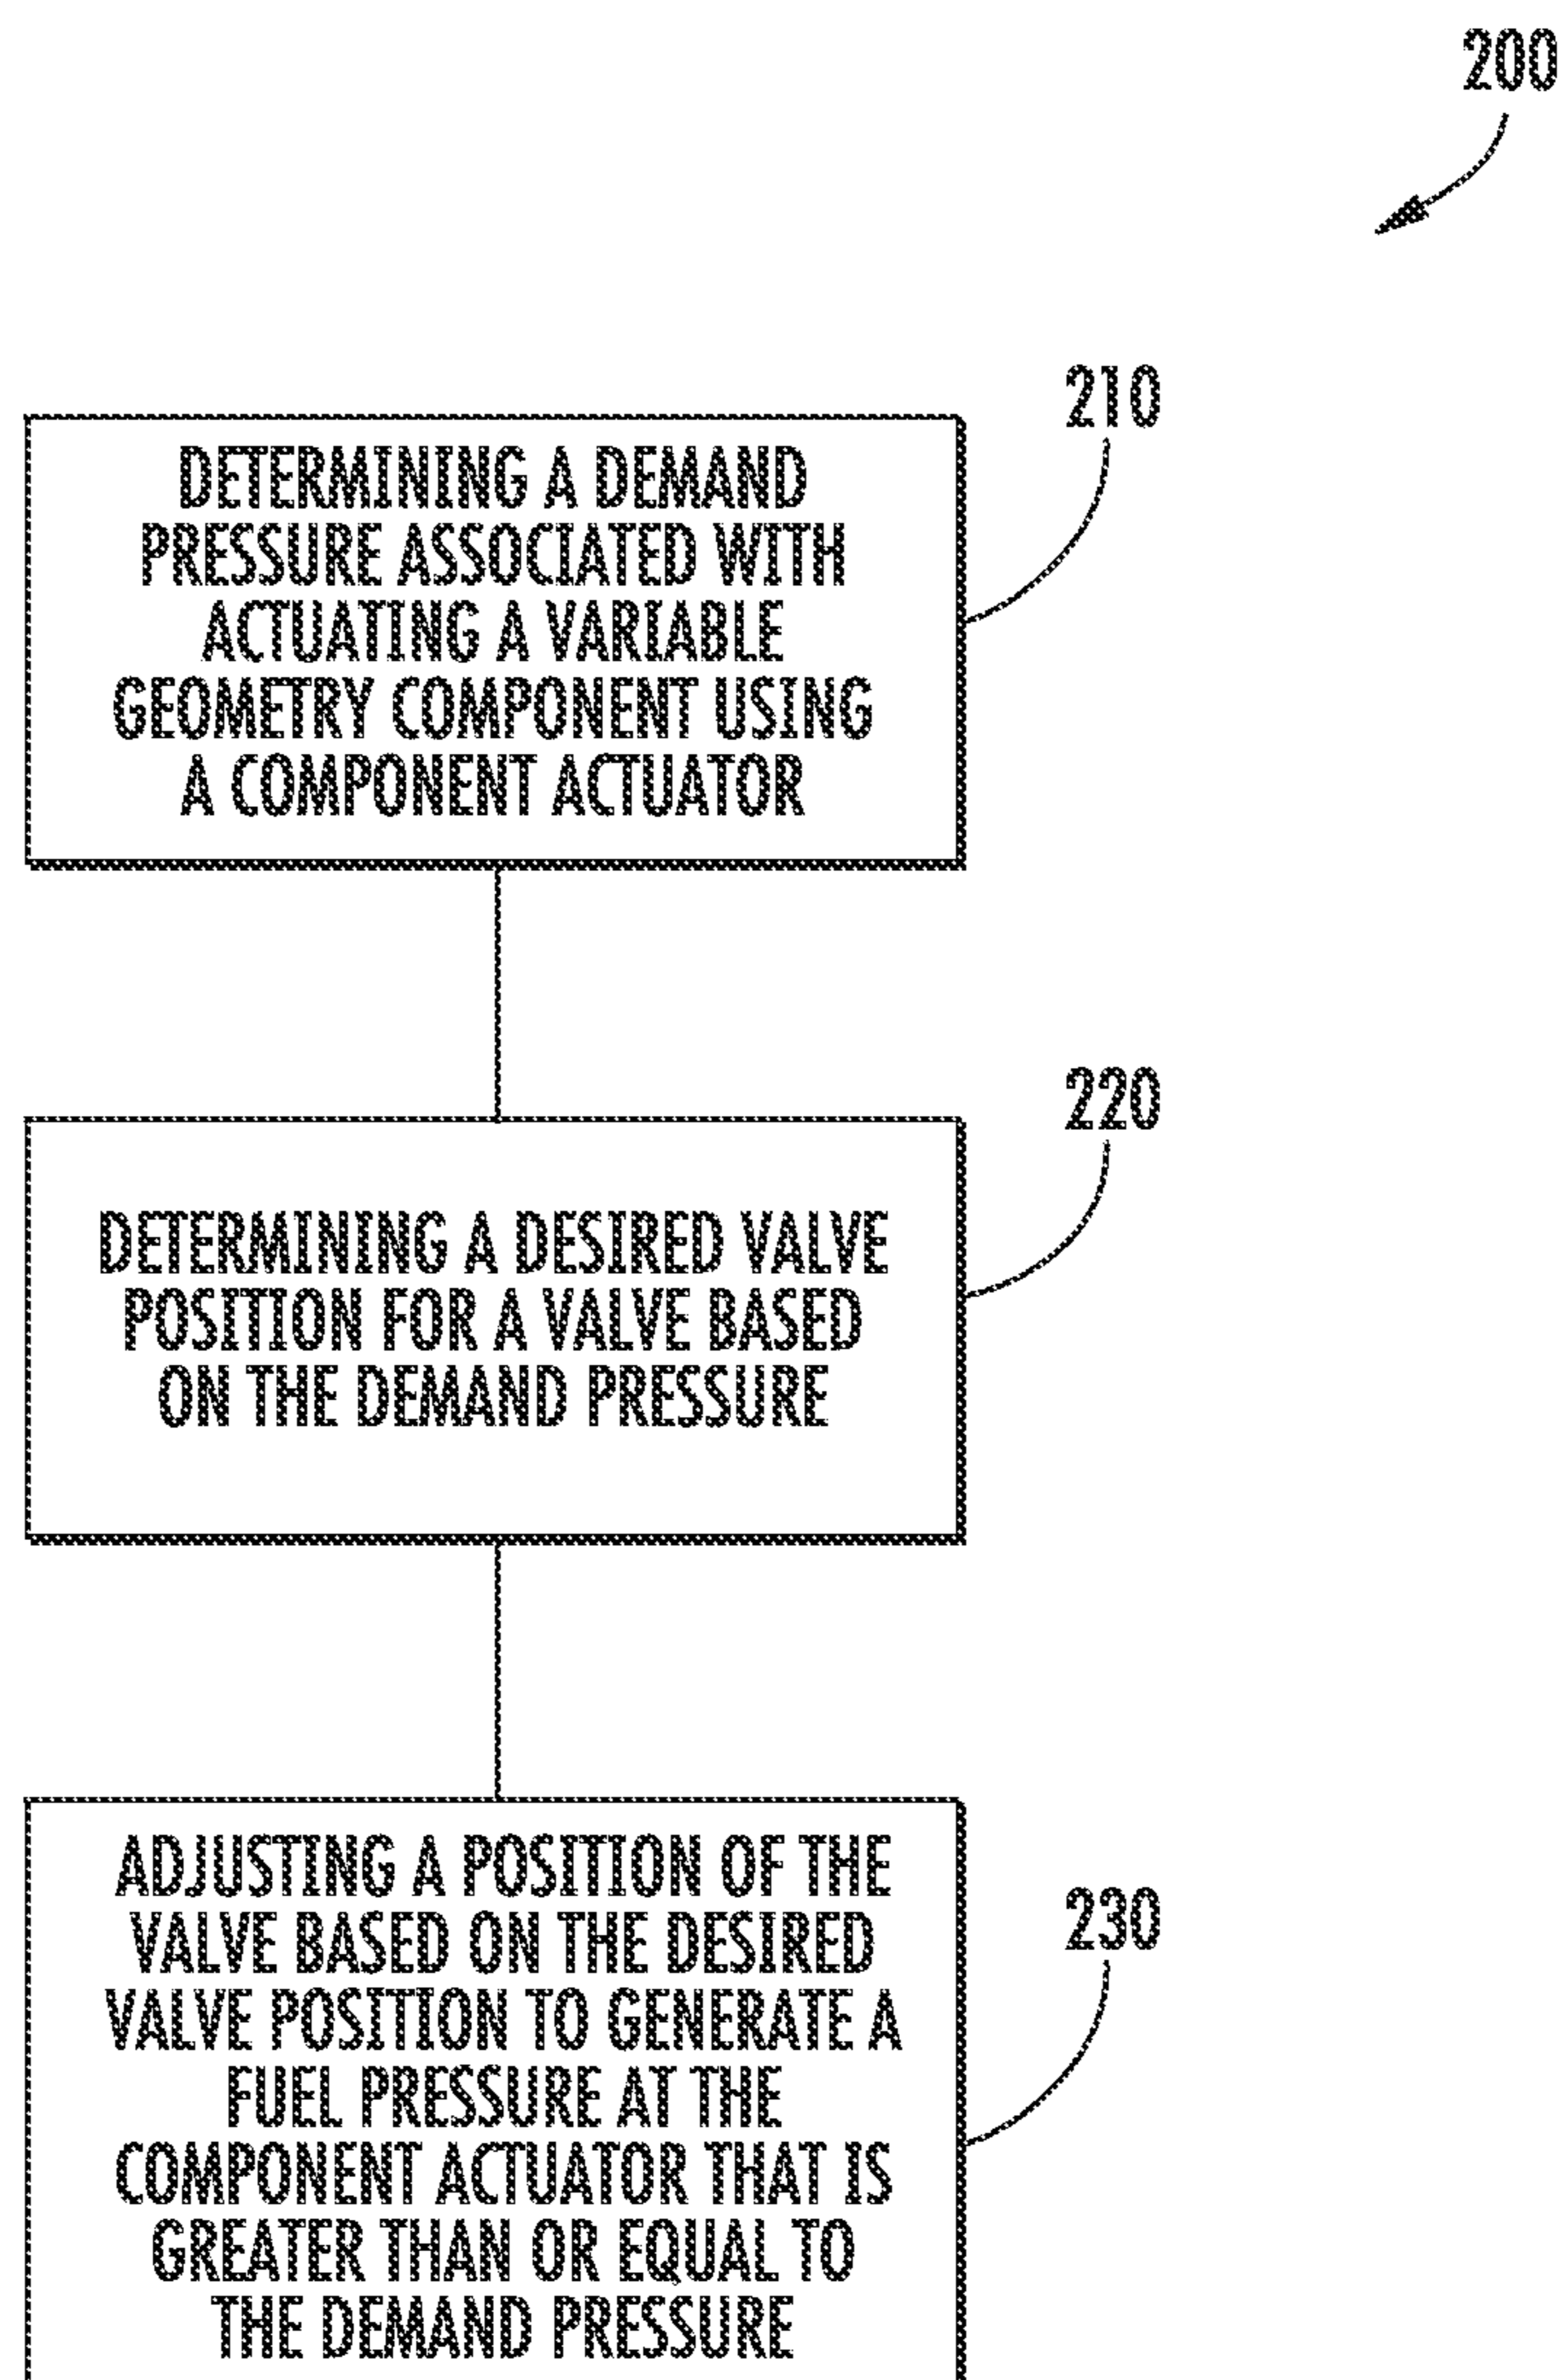 200
210
DETERMINING A DEMAND
PRESSURE ASSOCIATED WITH
ACTUATING A VARIABLE
GEOMETRY COMPONENT USING
A COMPONENT ACTUATOR
220
DETERMINING A DESIRED VALVE
POSITION FOR A VALVE BASED
ON THE DEMAND PRESSURE
230
ADJUSTING A POSITION OF THE
VALVE BASED ON THE DESIRED
VALVE POSITION TO GENERATE A
FUEL PRESSURE AT THE
COMPONENT ACTUATOR THAT IS
GREATER THAN OR EQUAL TO
THE DEMAND PRESSURE